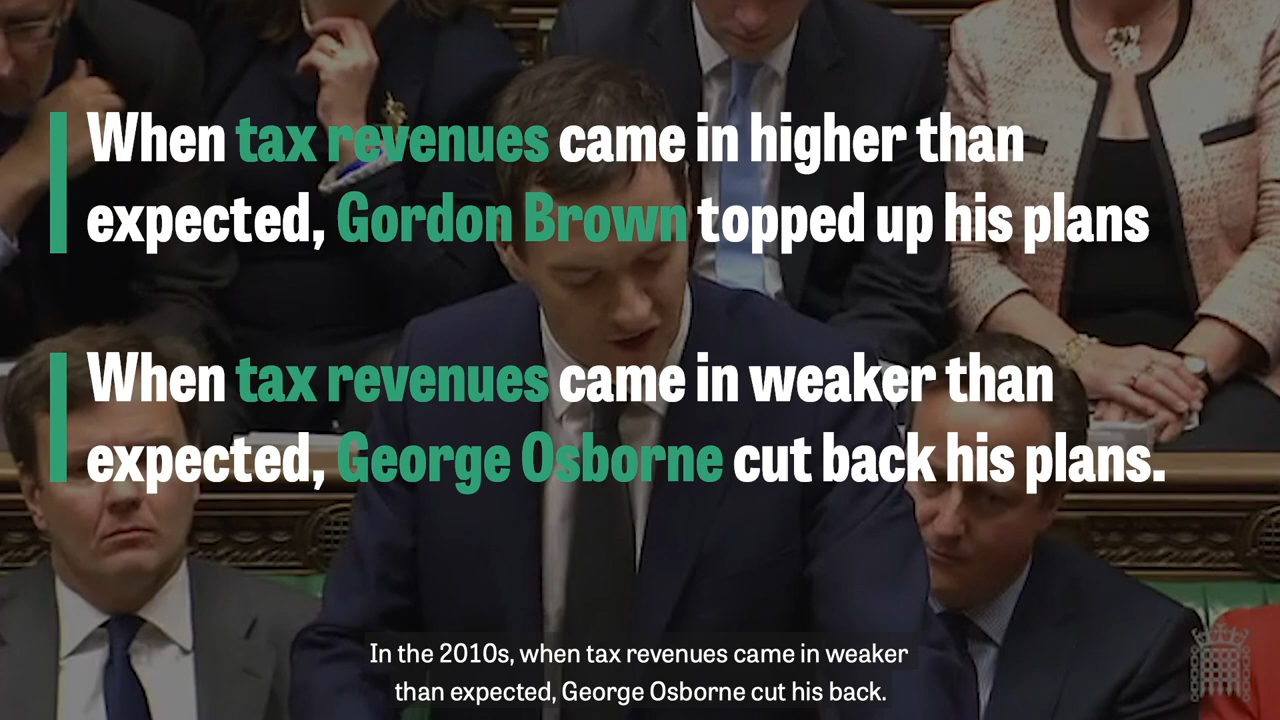 When tax revenues came in higher than
expected, Gordon Brown topped up his plans
When tax revenues came in weaker than
expected, George Osborne cut back his plans.
In the 2010s, when tax revenues came in weaker
than expected, George Osborne cut his back.